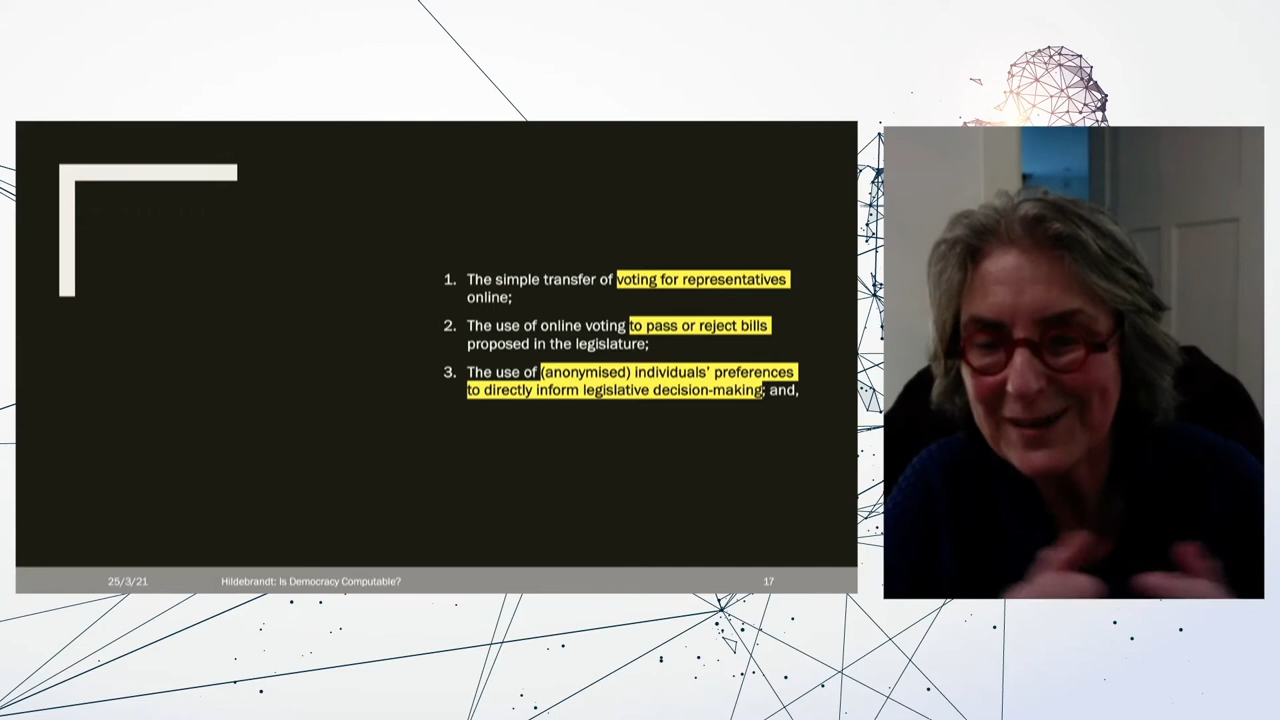 1. The simple transfer of voting for representatives
online;
2. The use of online voting to pass or reject bills
proposed in the legislature;
3. The use of (anonymised) individuals’ preferences
to directly inform legislative decision-making; and,
25/3/21 Hildebrandt: Is Democracy Computable? 17